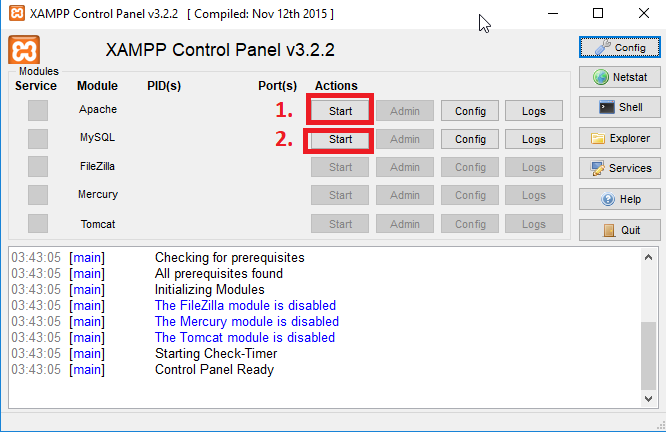 XAMPP Control Panel v3.2.2 [ Compiled: Nov 12th 2015 ]
XAMPP Control Panel v3.2.2
Config
Modules
Service Module PID(s) Port(s) Actions
Netstat
Apache 1. Start Admin Config Logs
Shell
MySQL 2. Start Admin Config Logs
Explorer
FileZilla Start Admin Config Logs
Services
Mercury Start Admin Config Logs
Help
Tomcat Start Admin Config Logs
Quit
03:43:05 [main] Checking for prerequisites
03:43:05 [main] All prerequisites found
03:43:05 [main] Initializing Modules
03:43:05 [main] The FileZilla module is disabled
03:43:05 [main] The Mercury module is disabled
03:43:05 [main] The Tomcat module is disabled
03:43:05 [main] Starting Check-Timer
03:43:05 [main] Control Panel Ready